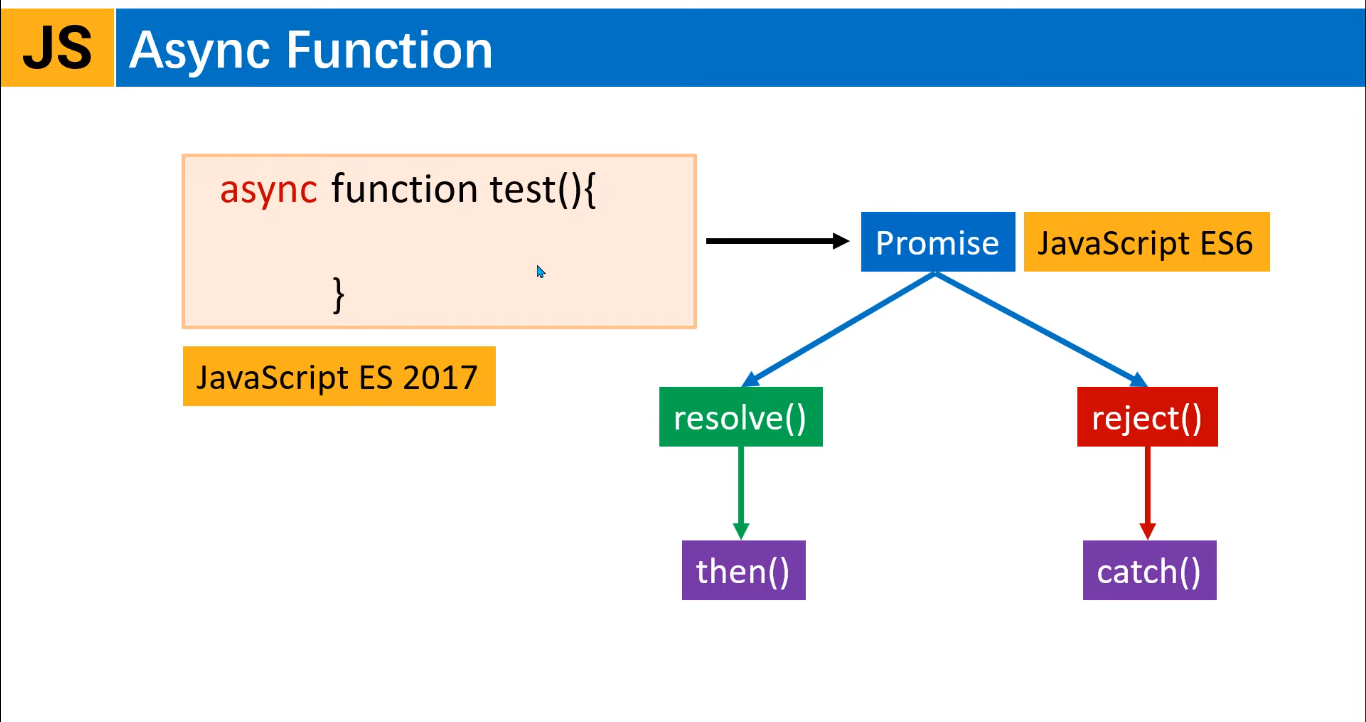 JS Async Function
async function test(){
}
Promise JavaScript ES6
JavaScript ES 2017
resolve() reject()
then() catch()